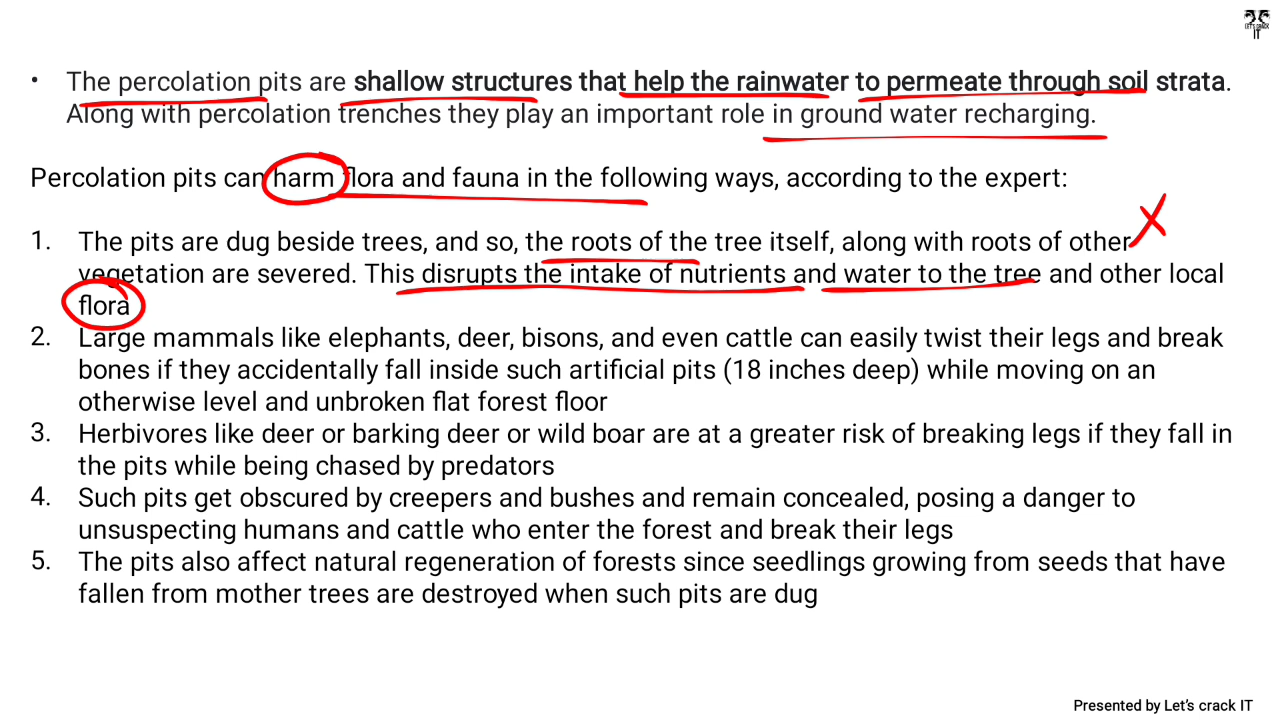 LET'S CRACK
IT
• The percolation pits are shallow structures that help the rainwater to permeate through soil strata.
Along with percolation trenches they play an important role in ground water recharging.
Percolation pits can harm flora and fauna in the following ways, according to the expert:
1. The pits are dug beside trees, and so, the roots of the tree itself, along with roots of other
vegetation are severed. This disrupts the intake of nutrients and water to the tree and other local
flora
2. Large mammals like elephants, deer, bisons, and even cattle can easily twist their legs and break
bones if they accidentally fall inside such artificial pits (18 inches deep) while moving on an
otherwise level and unbroken flat forest floor
3. Herbivores like deer or barking deer or wild boar are at a greater risk of breaking legs if they fall in
the pits while being chased by predators
4. Such pits get obscured by creepers and bushes and remain concealed, posing a danger to
unsuspecting humans and cattle who enter the forest and break their legs
5. The pits also affect natural regeneration of forests since seedlings growing from seeds that have
fallen from mother trees are destroyed when such pits are dug
Presented by Let's crack IT